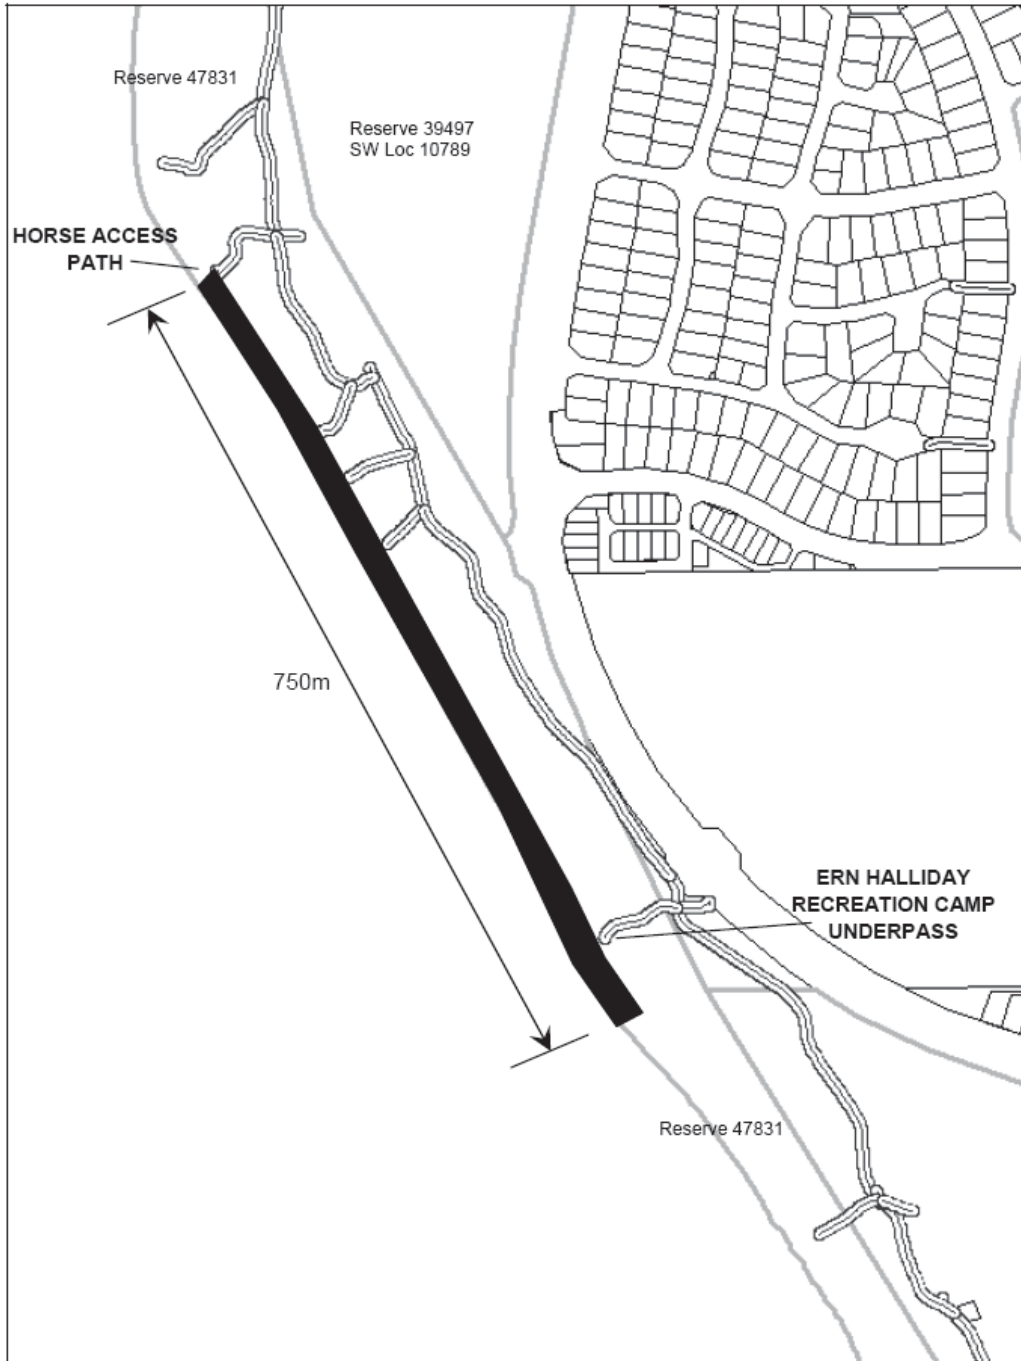 Reserve 47831
Reserve 39497
SW Loc 10789
HORSE ACCESS
PATH
750m
ERN HALLIDAY
RECREATION CAMP
UNDERPASS
Reserve 47831